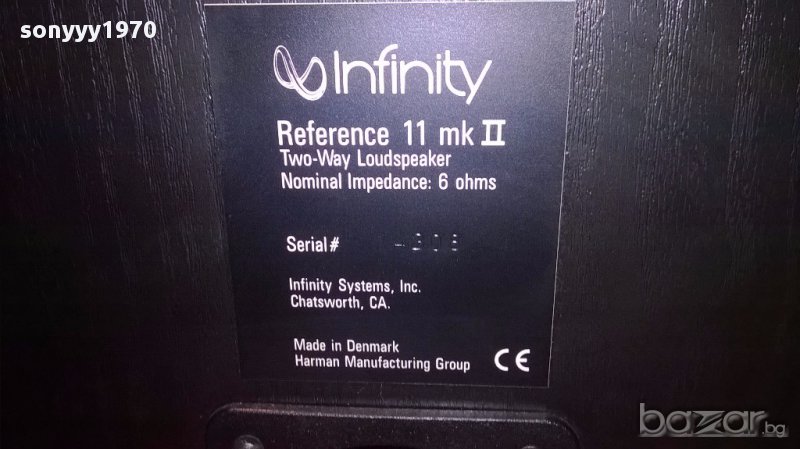 sonyyy1970
Infinity
Reference 11 mk II
Two-Way Loudspeaker
Nominal Impedance: 6 ohms
Serial#
Infinity Systems, Inc.
Chatsworth, CA.
Made in Denmark
Harman Manufacturing Group CE
bazar.bg